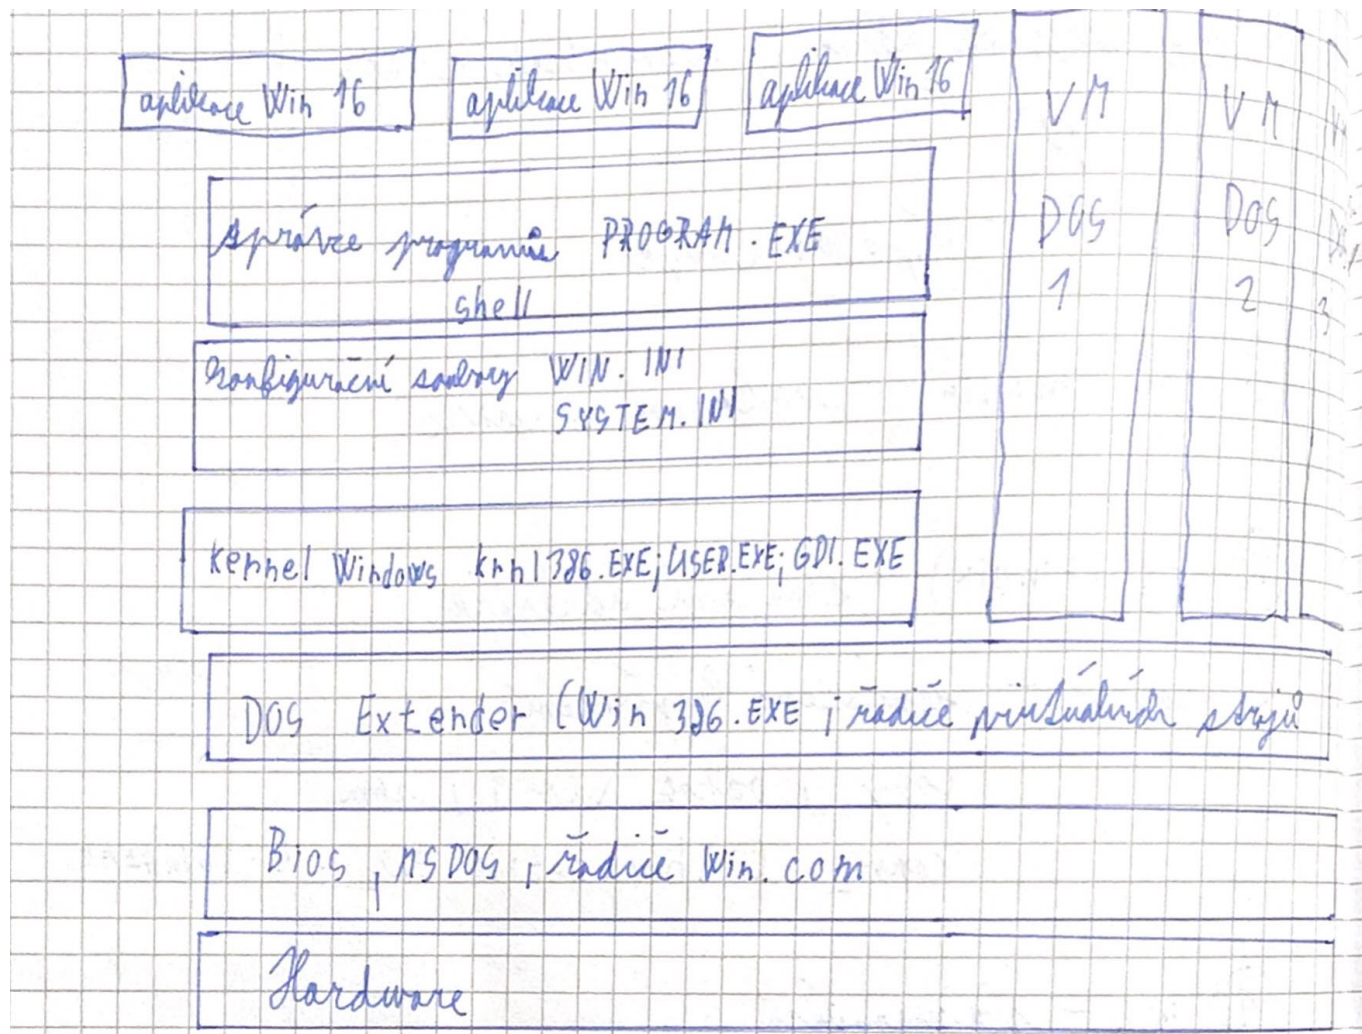 aplikace Win 16
aplikace Win 16
aplikace Win 16
VM
DOS
1
VM
DOS
2
3
správce programů PROGRAM.EXE
shell
Konfigurační soubory WIN.INI
SYSTEM.INI
Kernel Windows krnl386.EXE; USER.EXE; GDI.EXE
DOS Extender (Win 386.EXE ; řadiče virtuálních strojů
Bios, MSDOS, řadiče Win.com
Hardware